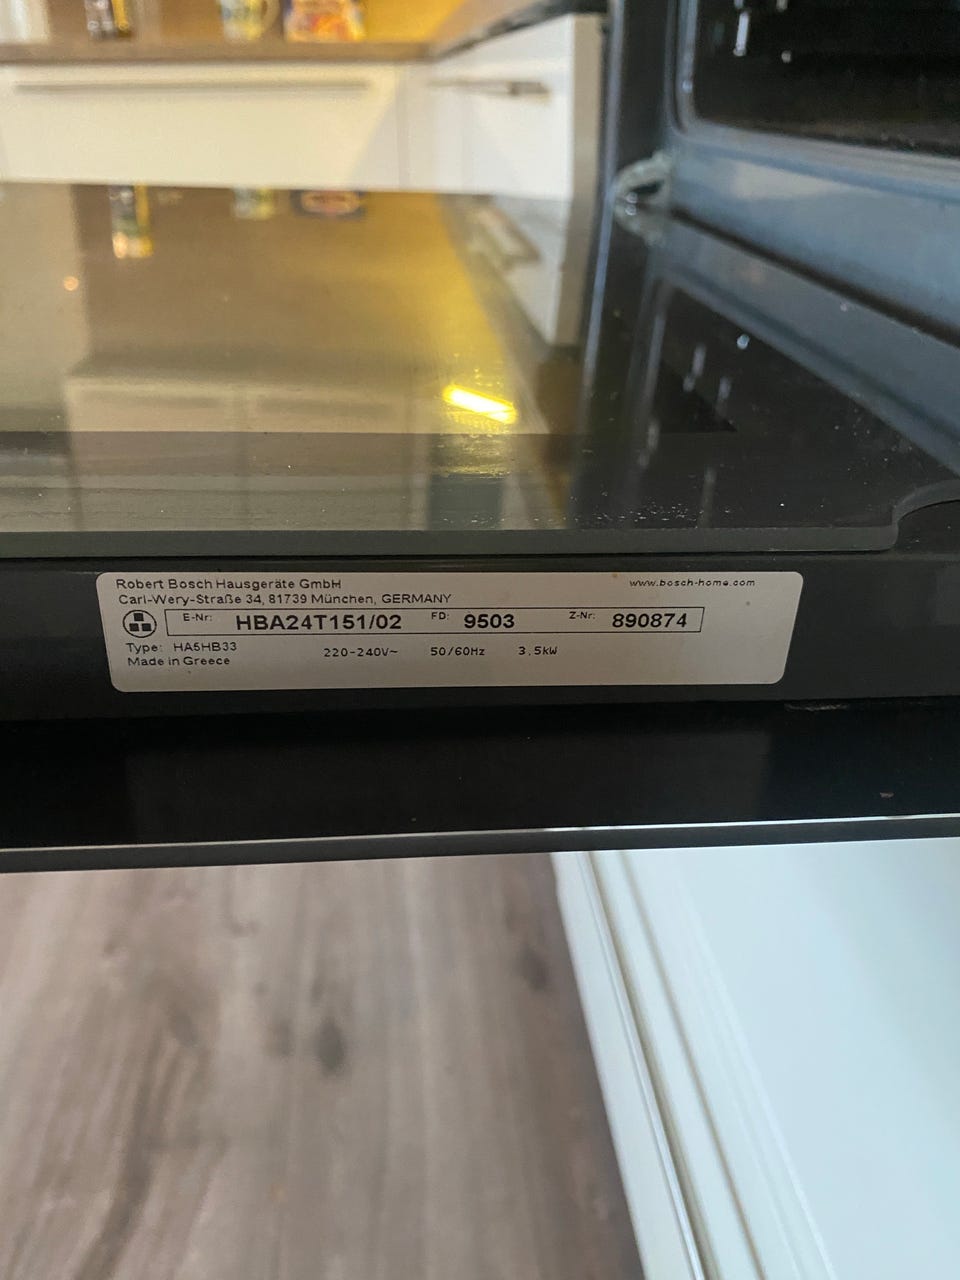 Robert Bosch Hausgeräte GmbH www.bosch-home.com
Carl-Wery-Straße 34, 81739 München, GERMANY
E-Nr: HBA24T151/02 FD: 9503 Z-Nr: 890874
Type: HA5HB33 220-240V~ 50/60Hz 3,5kW
Made in Greece